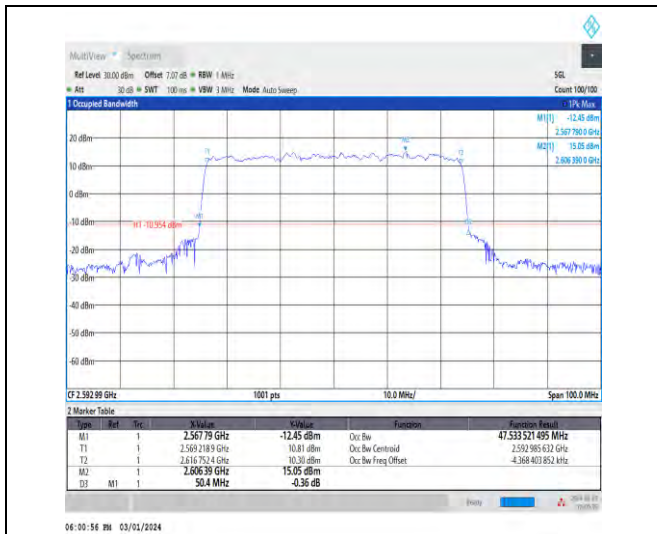 MultiView Spectrum
Ref Level 30.00 dBm Offset 7.07 dB RBW 1 MHz SGL
Att 30 dB SWT 100 ms VBW 3 MHz Mode Auto Sweep Count 100/100
1 Occupied Bandwidth 1Pk Max
M1[1] -12.45 dBm
2.567 790 0 GHz
M2[1] 15.05 dBm
2.606 390 0 GHz
20 dBm
10 dBm
0 dBm
-10 dBm
H1 -10.954 dBm
-20 dBm
-30 dBm
-40 dBm
-50 dBm
-60 dBm
T1
M2
T2
M1
CF 2.592 99 GHz 1001 pts 10.0 MHz/ Span 100.0 MHz
2 Marker Table
Type Ref Trc X-Value Y-Value Function Function Result
M1 1 2.567 79 GHz -12.45 dBm Occ Bw 47.533 521 495 MHz
T1 1 2.569 218 9 GHz 10.81 dBm Occ Bw Centroid 2.592 985 632 GHz
T2 1 2.616 752 4 GHz 10.30 dBm Occ Bw Freq Offset -4.368 403 852 kHz
M2 1 2.606 39 GHz 15.05 dBm
D3 M1 1 50.4 MHz -0.36 dB
Ready
06:00:56 PM 03/01/2024